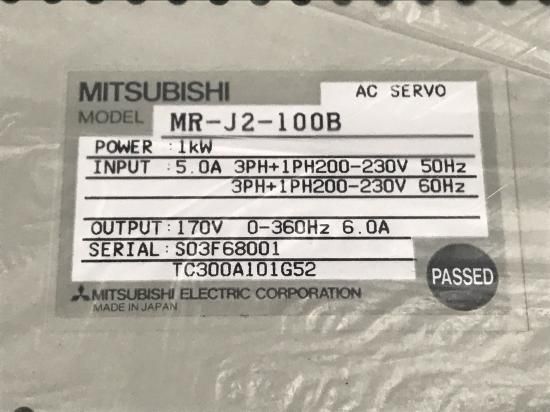 MITSUBISHI AC SERVO
MODEL MR-J2-100B
POWER : 1kW
INPUT : 5.0A 3PH+1PH200-230V 50Hz
3PH+1PH200-230V 60Hz
OUTPUT : 170V 0-360Hz 6.0A
SERIAL : S03F68001
TC300A101G52
PASSED
MITSUBISHI ELECTRIC CORPORATION
MADE IN JAPAN